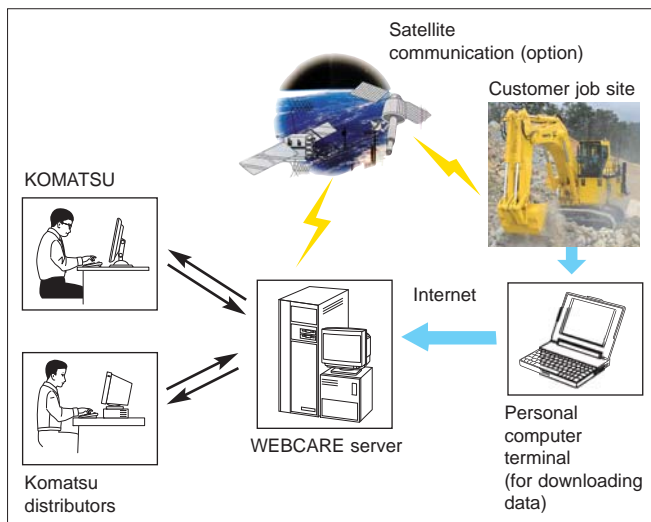 Satellite
communication (option)
Customer job site
KOMATSU
Internet
WEBCARE server
Personal
computer
terminal
(for downloading
data)
Komatsu
distributors